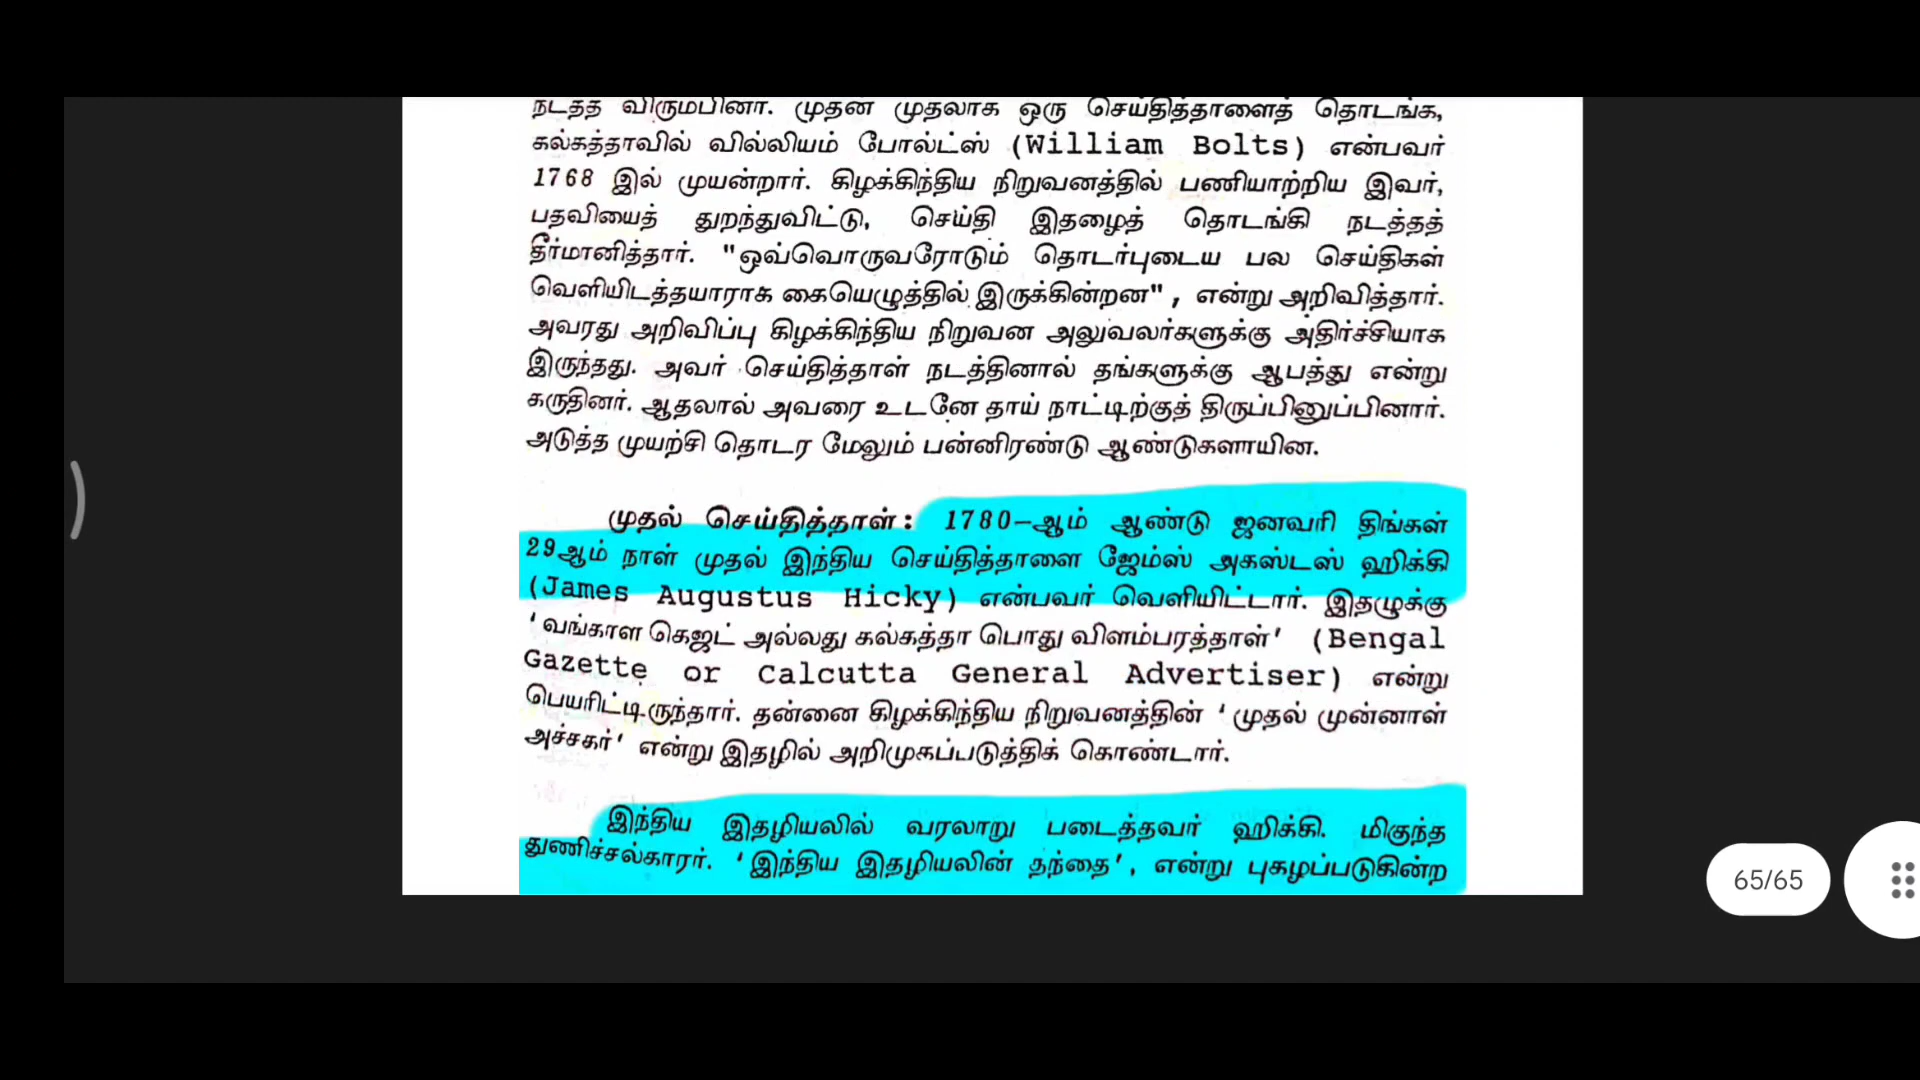 நடத்த விரும்பினா. முதன் முதலாக ஒரு செய்தித்தாளைத் தொடங்க,
கல்கத்தாவில் வில்லியம் போல்ட்ஸ் (William Bolts) என்பவர்
1768 இல் முயன்றார். கிழக்கிந்திய நிறுவனத்தில் பணியாற்றிய இவர்,
பதவியைத் துறந்துவிட்டு, செய்தி இதழைத் தொடங்கி நடத்தத்
தீர்மானித்தார். "ஒவ்வொருவரோடும் தொடர்புடைய பல செய்திகள்
வெளியிடத்தயாராக கையெழுத்தில் இருக்கின்றன", என்று அறிவித்தார்.
அவரது அறிவிப்பு கிழக்கிந்திய நிறுவன அலுவலர்களுக்கு அதிர்ச்சியாக
இருந்தது. அவர் செய்தித்தாள் நடத்தினால் தங்களுக்கு ஆபத்து என்று
கருதினர். ஆதலால் அவரை உடனே தாய் நாட்டிற்குத் திருப்பினுப்பினார்.
அடுத்த முயற்சி தொடர மேலும் பன்னிரண்டு ஆண்டுகளாயின.
முதல் செய்தித்தாள்: 1780-ஆம் ஆண்டு ஜனவரி திங்கள்
29ஆம் நாள் முதல் இந்திய செய்தித்தாளை ஜேம்ஸ் அகஸ்டஸ் ஹிக்கி
(James Augustus Hicky) என்பவர் வெளியிட்டார். இதழுக்கு
'வங்காள கெஜட் அல்லது கல்கத்தா பொது விளம்பரத்தாள்' (Bengal
Gazette or Calcutta General Advertiser) என்று
பெயரிட்டிருந்தார். தன்னை கிழக்கிந்திய நிறுவனத்தின் 'முதல் முன்னாள்
அச்சகர்' என்று இதழில் அறிமுகப்படுத்திக் கொண்டார்.
இந்திய இதழியலில் வரலாறு படைத்தவர் ஹிக்கி. மிகுந்த
துணிச்சல்காரர். 'இந்திய இதழியலின் தந்தை', என்று புகழப்படுகின்ற
65/65